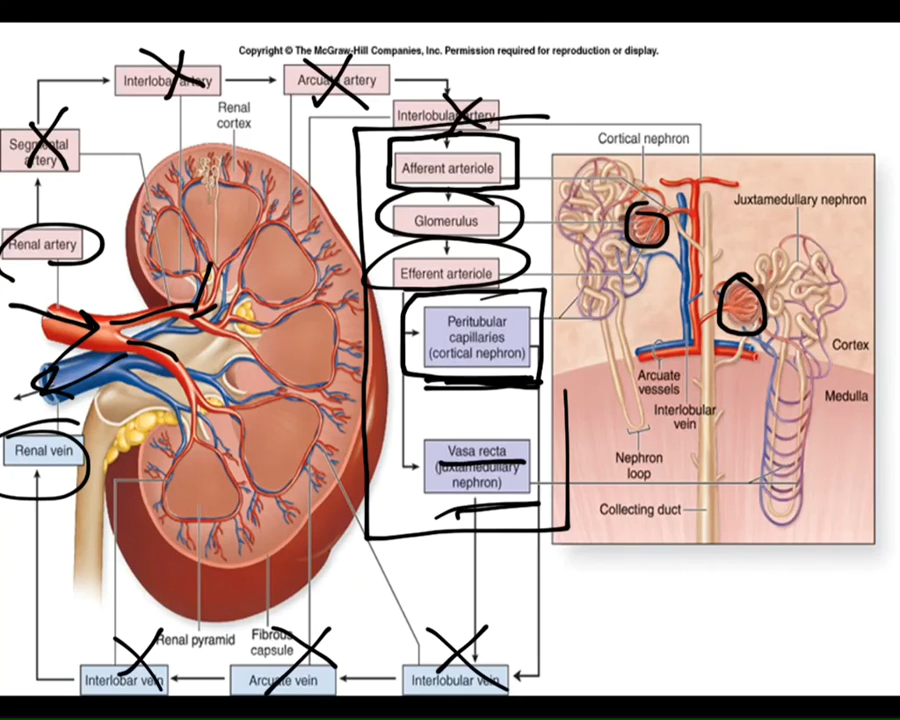 Copyright © The McGraw-Hill Companies, Inc. Permission required for reproduction or display.
Interlobar artery
Arcuate artery
Interlobular artery
Renal
cortex
Segmental
artery
Afferent arteriole
Glomerulus
Efferent arteriole
Renal artery
Peritubular
capillaries
(cortical nephron)
Vasa recta
(juxtamedullary
nephron)
Renal vein
Cortical nephron
Juxtamedullary nephron
Cortex
Medulla
Arcuate
vessels
Interlobular
vein
Nephron
loop
Collecting duct
Renal pyramid
Fibrous
capsule
Interlobar vein
Arcuate vein
Interlobular vein